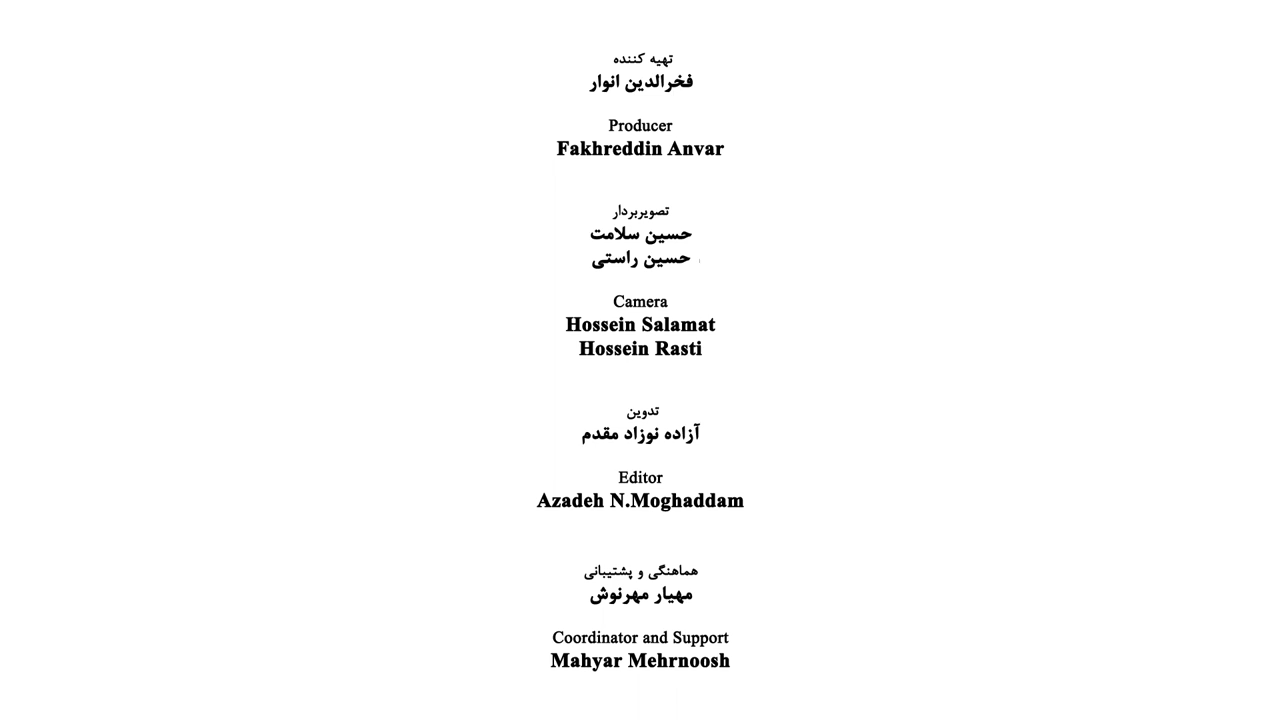 تهیه کننده
فخرالدین انوار
Producer
Fakhreddin Anvar
تصویربردار
حسین سلامت
حسین راستی
Camera
Hossein Salamat
Hossein Rasti
تدوین
آزاده نوزاد مقدم
Editor
Azadeh N.Moghaddam
هماهنگی و پشتیبانی
مهیار مهرنوش
Coordinator and Support
Mahyar Mehrnoosh